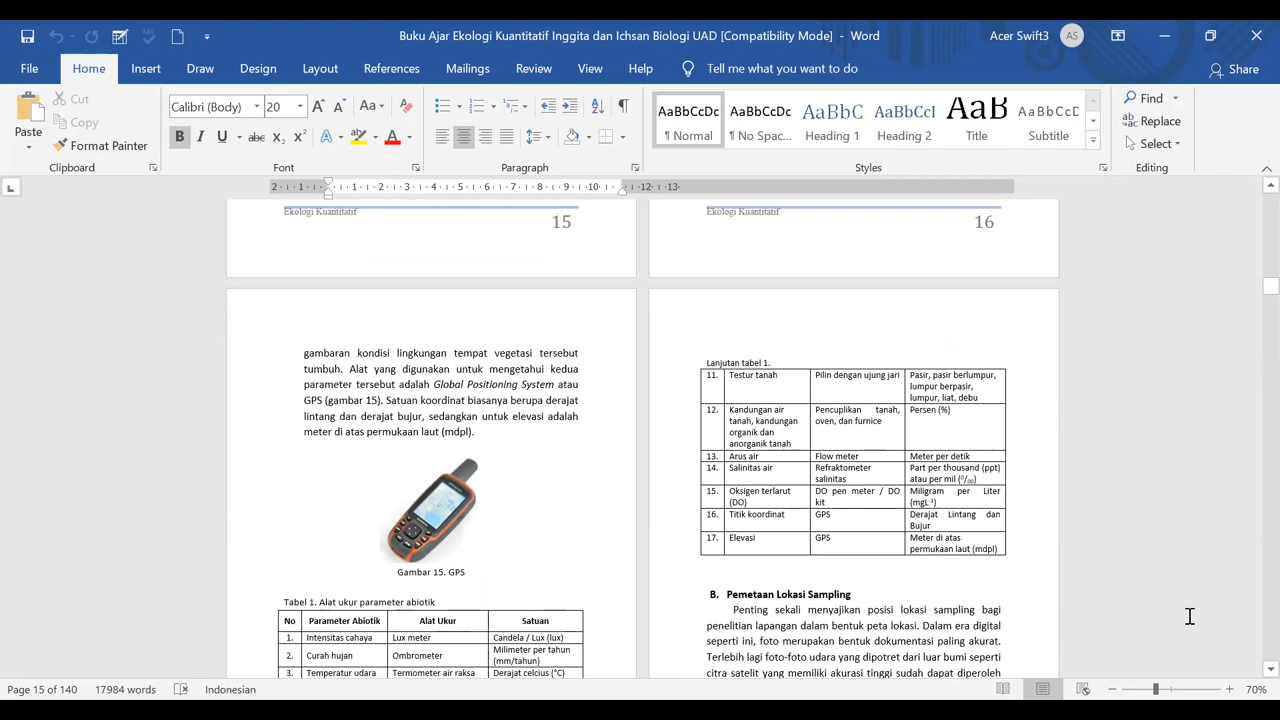 Buku Ajar Ekologi Kuantitatif Inggita dan Ichsan Biologi UAD [Compatibility Mode] - Word
Acer Swift3
AS
File Home Insert Draw Design Layout References Mailings Review View Help Tell me what you want to do
Share
Paste
Cut
Copy
Format Painter
Clipboard
Calibri (Body) 20
Font
Paragraph
AaBbCcDc
¶ Normal
AaBbCcDc
¶ No Spac...
AaBbC
Heading 1
AaBbCcI
Heading 2
AaB
Title
AaBbCcD
Subtitle
Styles
Find
Replace
Select
Editing
2 1 1 2 3 4 5 6 7 8 9 10 12 13
Ekologi Kuantitatif 15
Ekologi Kuantitatif 16
gambaran kondisi lingkungan tempat vegetasi tersebut
tumbuh. Alat yang digunakan untuk mengetahui kedua
parameter tersebut adalah Global Positioning System atau
GPS (gambar 15). Satuan koordinat biasanya berupa derajat
lintang dan derajat bujur, sedangkan untuk elevasi adalah
meter di atas permukaan laut (mdpl).
Gambar 15. GPS
Tabel 1. Alat ukur parameter abiotik
No Parameter Abiotik Alat Ukur Satuan
1. Intensitas cahaya Lux meter Candela / Lux (lux)
2. Curah hujan Ombrometer Milimeter per tahun
(mm/tahun)
3. Temperatur udara Termometer air raksa Derajat celcius (°C)
Lanjutan tabel 1.
11. Testur tanah Pilin dengan ujung jari Pasir, pasir berlumpur,
lumpur berpasir,
lumpur, liat, debu
12. Kandungan air Pencuplikan tanah, Persen (%)
tanah, kandungan oven, dan furnice
organik dan
anorganik tanah
13. Arus air Flow meter Meter per detik
14. Salinitas air Refraktometer Part per thousand (ppt)
salinitas atau per mil (⁰/₀₀)
15. Oksigen terlarut DO pen meter / DO Miligram per Liter
(DO) kit (mgL⁻¹)
16. Titik koordinat GPS Derajat Lintang dan
Bujur
17. Elevasi GPS Meter di atas
permukaan laut (mdpl)
B. Pemetaan Lokasi Sampling
Penting sekali menyajikan posisi lokasi sampling bagi
penelitian lapangan dalam bentuk peta lokasi. Dalam era digital
seperti ini, foto merupakan bentuk dokumentasi paling akurat.
Terlebih lagi foto-foto udara yang dipotret dari luar bumi seperti
citra satelit yang memiliki akurasi tinggi sudah dapat diperoleh
Page 15 of 140 17984 words Indonesian 70%